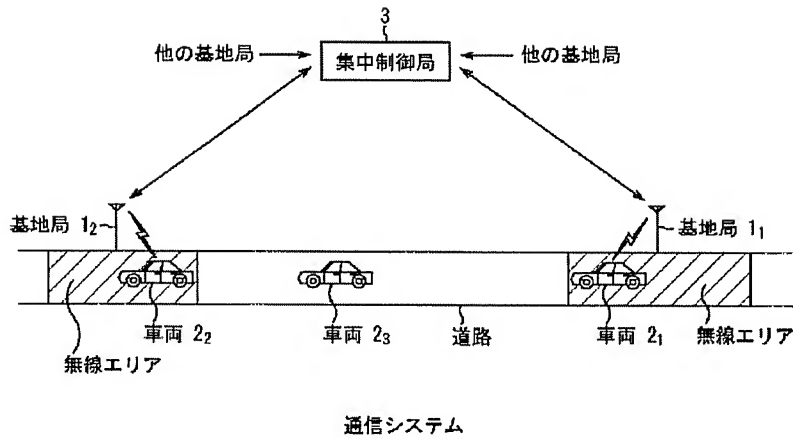 3
他の基地局
集中制御局
他の基地局
基地局 1₂
基地局 1₁
車両 2₂
車両 2₃
道路
車両 2₁
無線エリア
無線エリア
通信システム